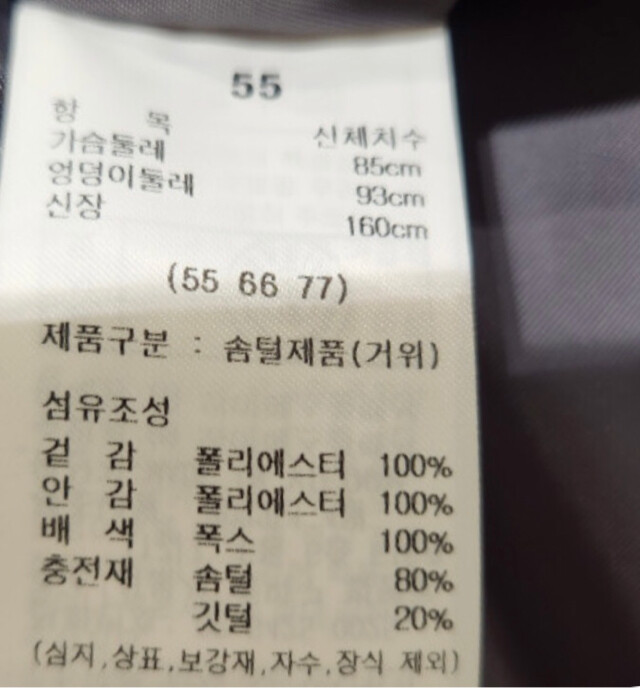 55
항 목 신체치수
가슴둘레 85cm
엉덩이둘레 93cm
신장 160cm
(55 66 77)
제품구분 : 솜털제품(거위)
섬유조성
겉 감 폴리에스터 100%
안 감 폴리에스터 100%
배 색 폭스 100%
충전재 솜털 80%
깃털 20%
(심지,상표,보강재,자수,장식 제외)